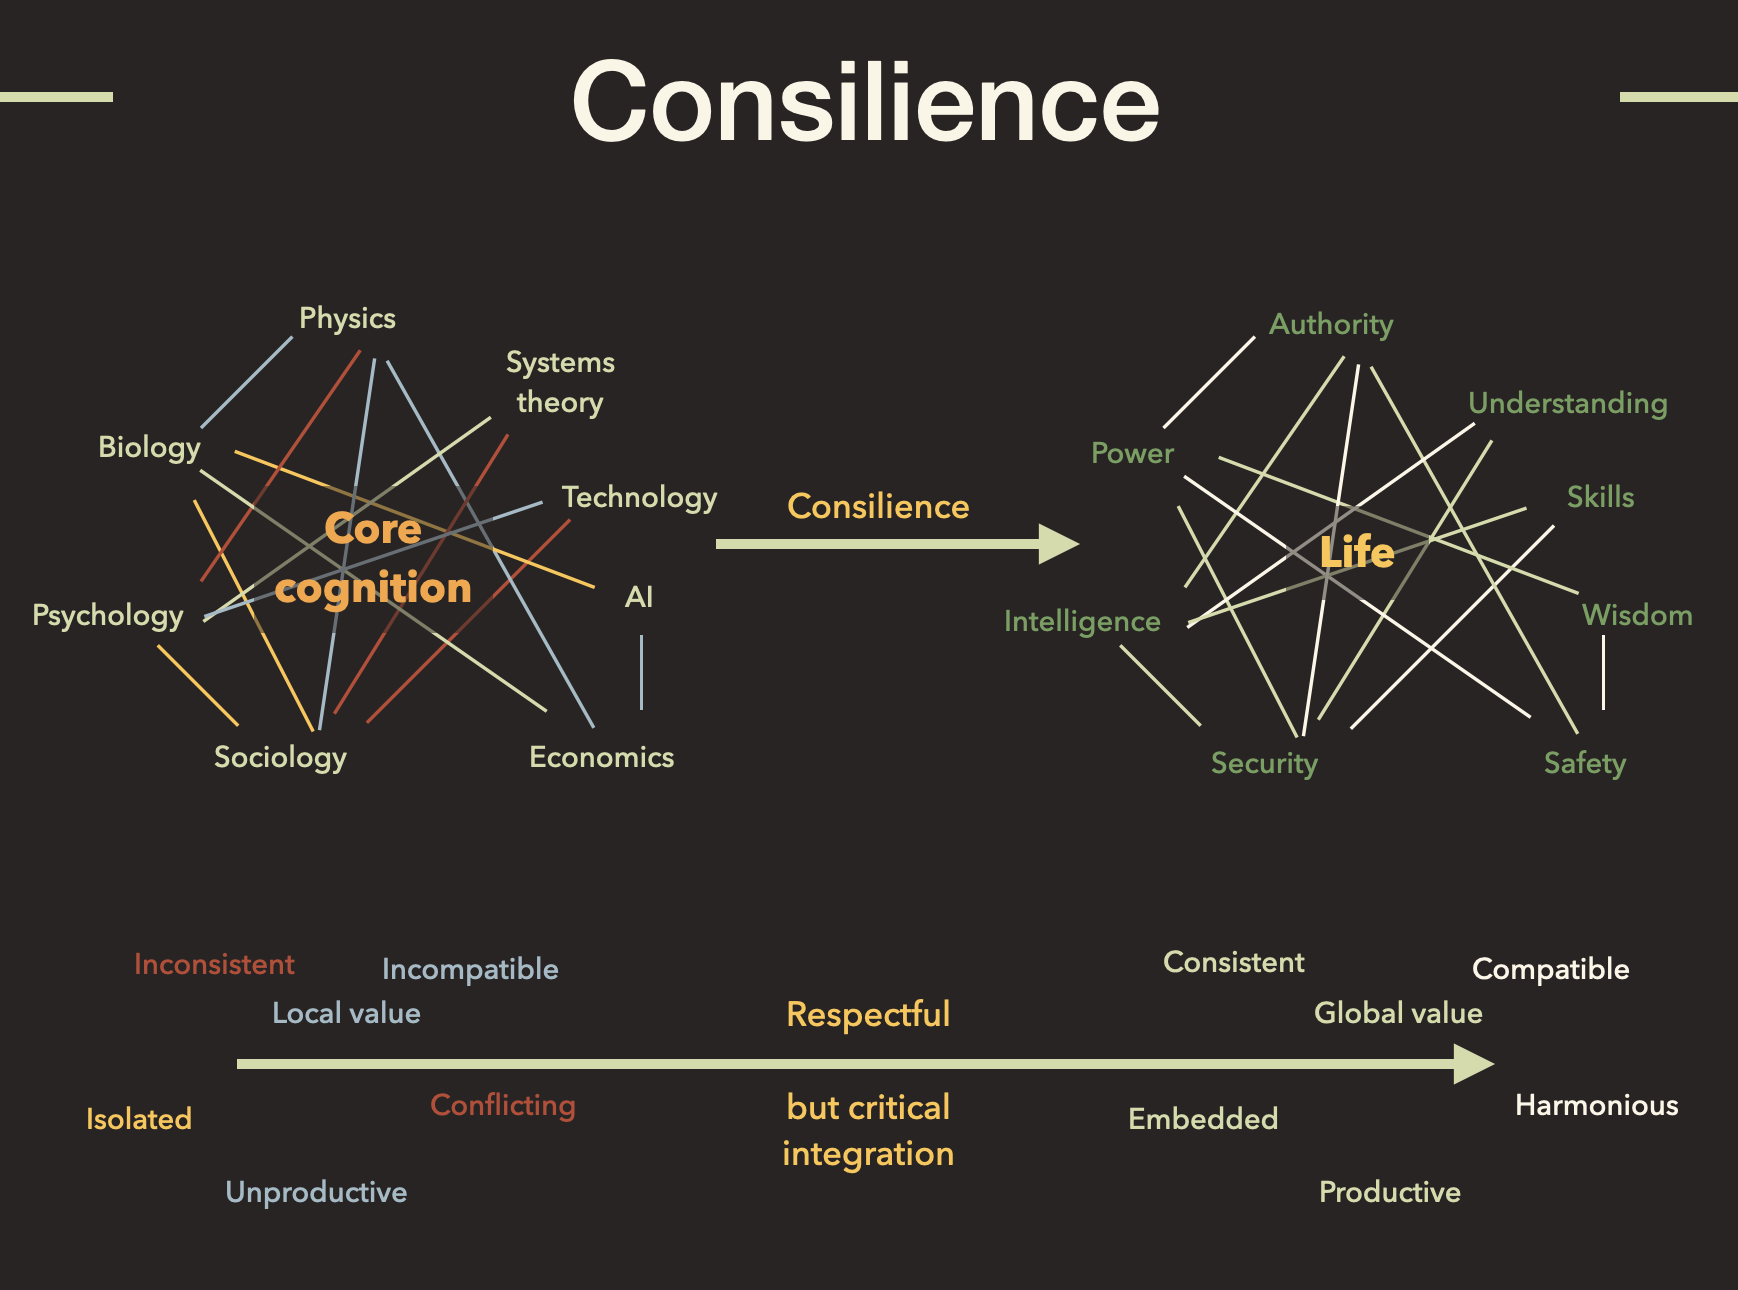 Consilience
Physics
Systems
theory
Biology
Technology
Core
cognition
Psychology
AI
Sociology
Economics
Consilience
Authority
Understanding
Power
Skills
Life
Intelligence
Wisdom
Security
Safety
Inconsistent
Incompatible
Local value
Isolated
Conflicting
Unproductive
Respectful
but critical
integration
Consistent
Compatible
Global value
Embedded
Harmonious
Productive